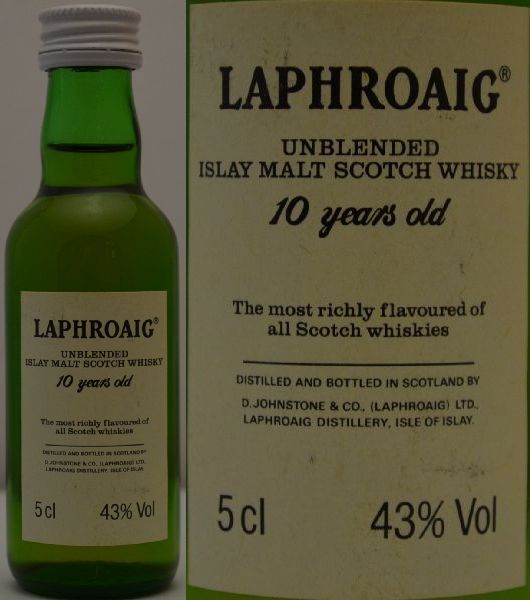 LAPHROAIG®
UNBLENDED
ISLAY MALT SCOTCH WHISKY
10 years old
The most richly flavoured of
all Scotch whiskies
DISTILLED AND BOTTLED IN SCOTLAND BY
D. JOHNSTONE & CO., (LAPHROAIG) LTD.
LAPHROAIG DISTILLERY, ISLE OF ISLAY.
5 cl 43% Vol
LAPHROAIG®
UNBLENDED
ISLAY MALT SCOTCH WHISKY
10 years old
The most richly flavoured of
all Scotch whiskies
DISTILLED AND BOTTLED IN SCOTLAND BY
D. JOHNSTONE & CO., (LAPHROAIG) LTD.,
LAPHROAIG DISTILLERY, ISLE OF ISLAY.
5 cl 43% Vol